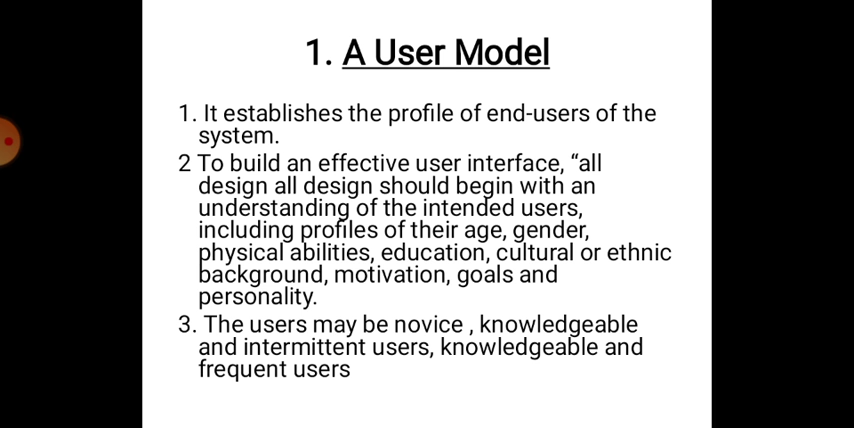 1. A User Model
1. It establishes the profile of end-users of the
system.
2 To build an effective user interface, “all
design all design should begin with an
understanding of the intended users,
including profiles of their age, gender,
physical abilities, education, cultural or ethnic
background, motivation, goals and
personality.
3. The users may be novice , knowledgeable
and intermittent users, knowledgeable and
frequent users